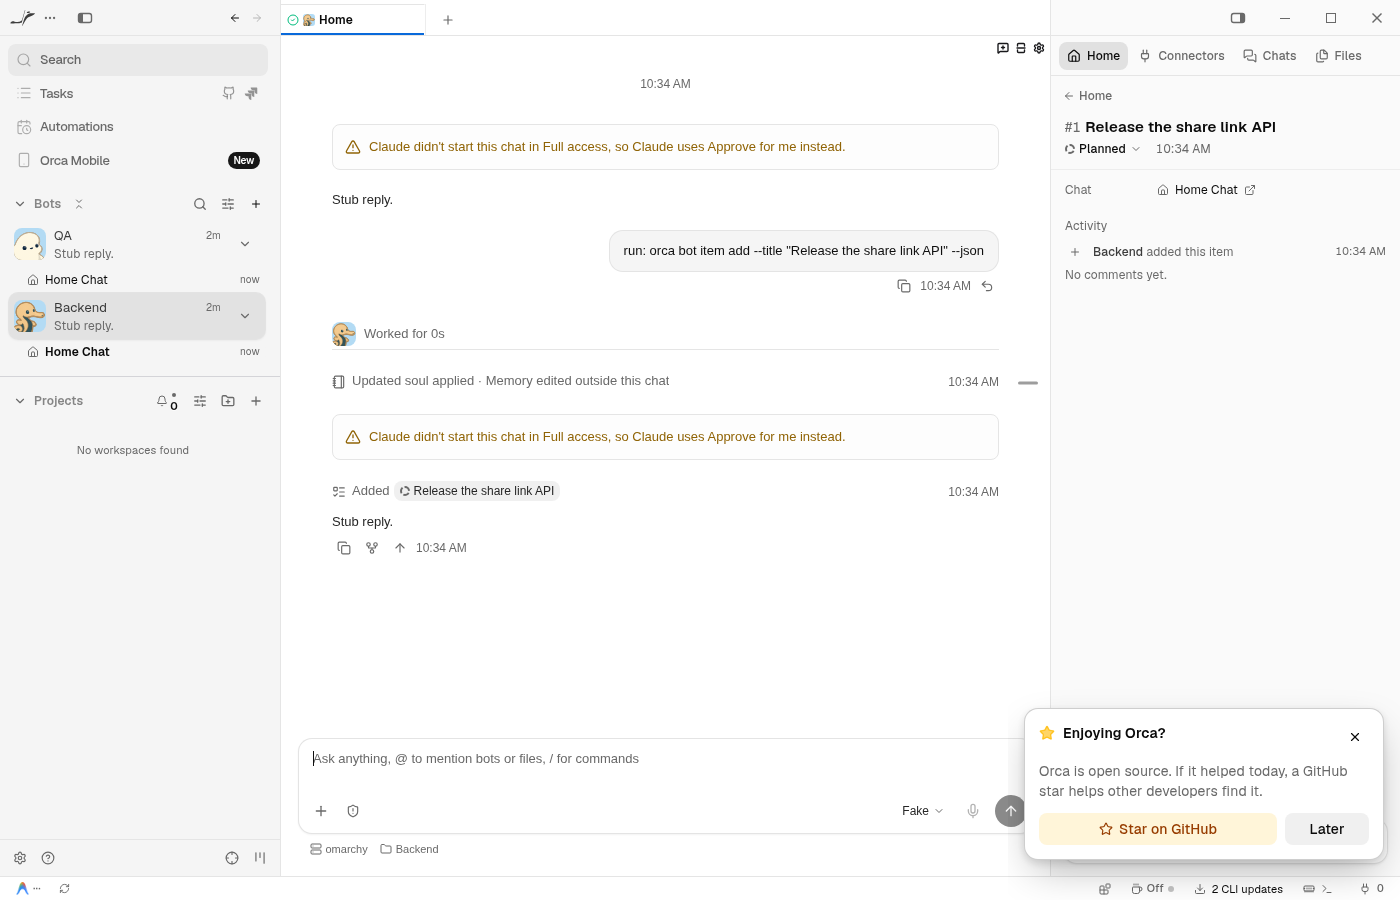 Search
Tasks
Automations
Orca Mobile
New
Bots
QA
2m
Stub reply.
Home Chat
now
Backend
2m
Stub reply.
Home Chat
now
Projects
0
No workspaces found
Home
10:34 AM
Claude didn't start this chat in Full access, so Claude uses Approve for me instead.
Stub reply.
run: orca bot item add --title "Release the share link API" --json
10:34 AM
Worked for 0s
Updated soul applied · Memory edited outside this chat
10:34 AM
Claude didn't start this chat in Full access, so Claude uses Approve for me instead.
Added Release the share link API
10:34 AM
Stub reply.
10:34 AM
Ask anything, @ to mention bots or files, / for commands
Fake
omarchy
Backend
Home
Connectors
Chats
Files
Home
#1 Release the share link API
Planned
10:34 AM
Chat
Home Chat
Activity
Backend added this item
10:34 AM
No comments yet.
Enjoying Orca?
Orca is open source. If it helped today, a GitHub
star helps other developers find it.
Star on GitHub
Later
Off
2 CLI updates
0